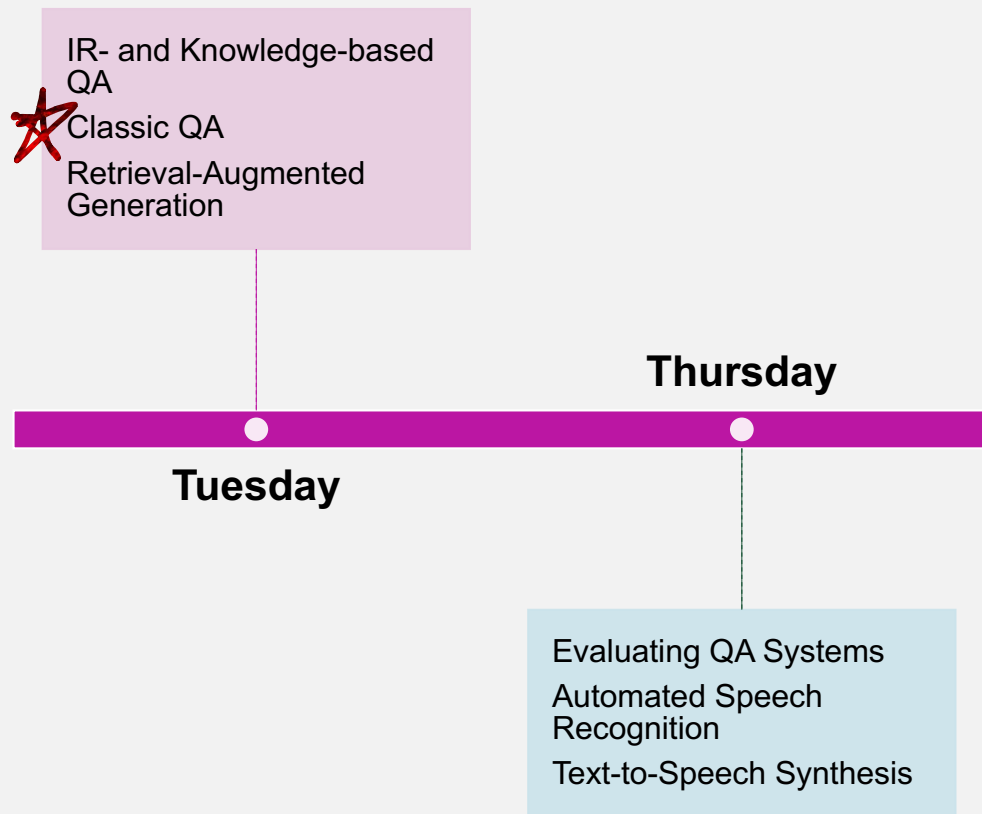 IR- and Knowledge-based
QA
Classic QA
Retrieval-Augmented
Generation
Thursday
Tuesday
Evaluating QA Systems
Automated Speech
Recognition
Text-to-Speech Synthesis